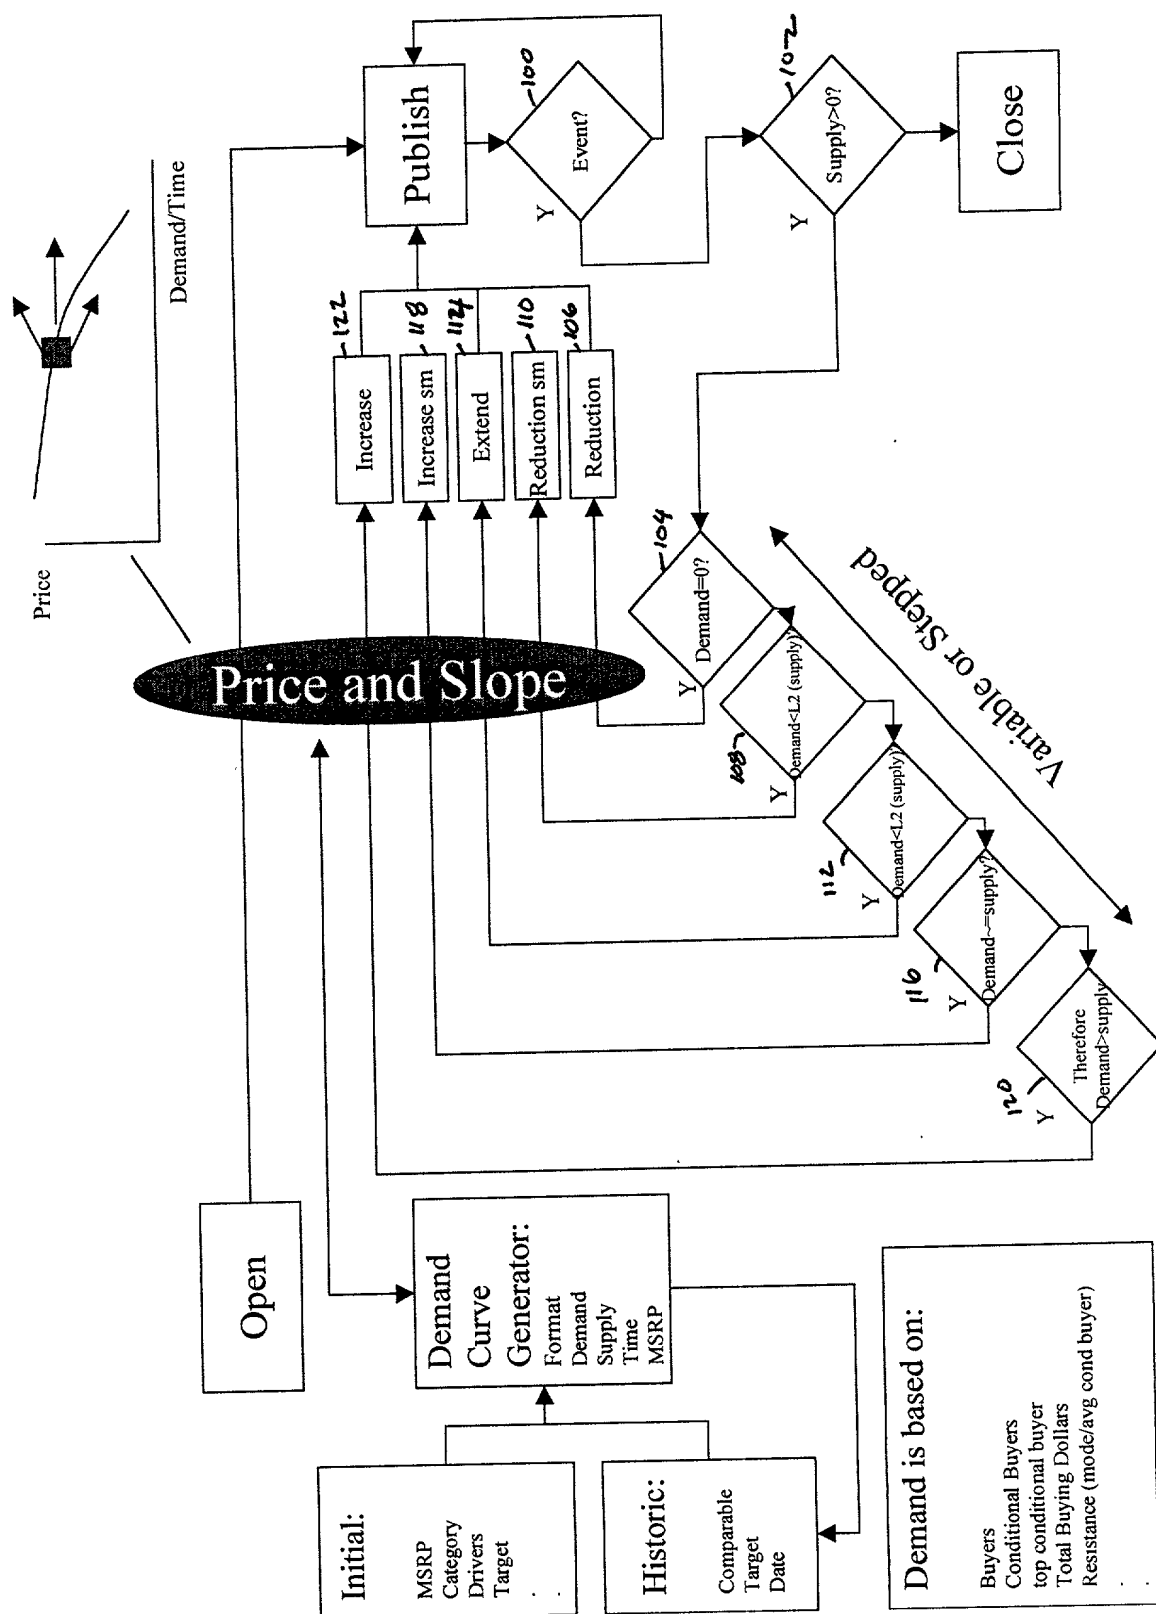 Price
Demand/Time
Open
Price and Slope
Publish
100
Event?
Y
102
Supply>0?
Y
Close
Increase
122
Increase sm
118
Extend
114
Reduction sm
110
Reduction
106
104
Demand=0?
Y
108
Demand<L2 (supply)?
Y
112
Demand<L2 (supply)?
Y
116
Demand~=supply?
Y
120
Therefore
Demand>supply
Y
Variable or Stepped
Demand
Curve
Generator:
Format
Demand
Supply
Time
MSRP
Initial:
MSRP
Category
Drivers
Target
.
.
Historic:
Comparable
Target
Date
Demand is based on:
Buyers
Conditional Buyers
top conditional buyer
Total Buying Dollars
Resistance (mode/avg cond buyer)
.
.